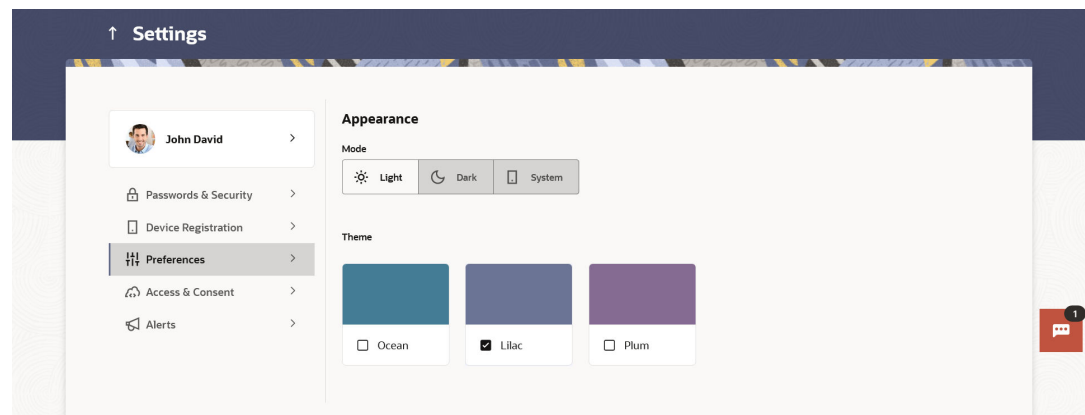 Settings
John David
Passwords & Security
Device Registration
Preferences
Access & Consent
Alerts
Appearance
Mode
Light Dark System
Theme
Ocean Lilac Plum
1